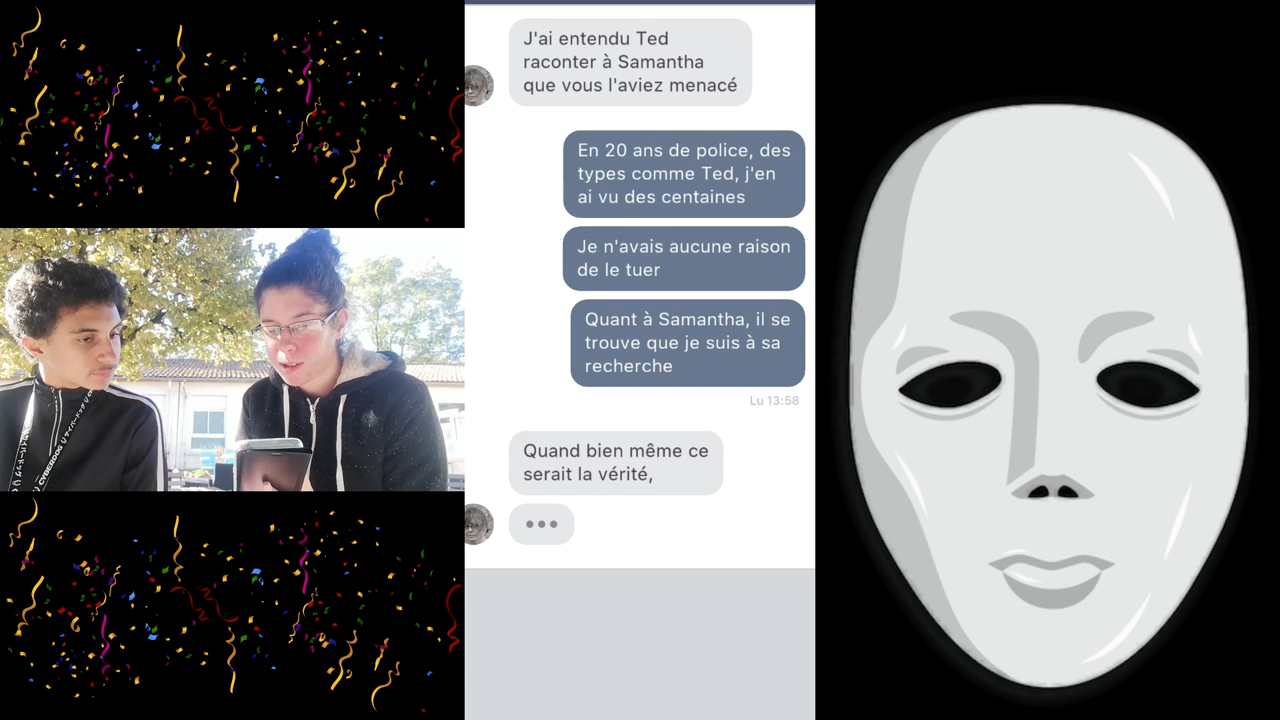 J'ai entendu Ted
raconter à Samantha
que vous l'aviez menacé
En 20 ans de police, des
types comme Ted, j'en
ai vu des centaines
Je n'avais aucune raison
de le tuer
Quant à Samantha, il se
trouve que je suis à sa
recherche
Lu 13:58
Quand bien même ce
serait la vérité,
CYBERDOG